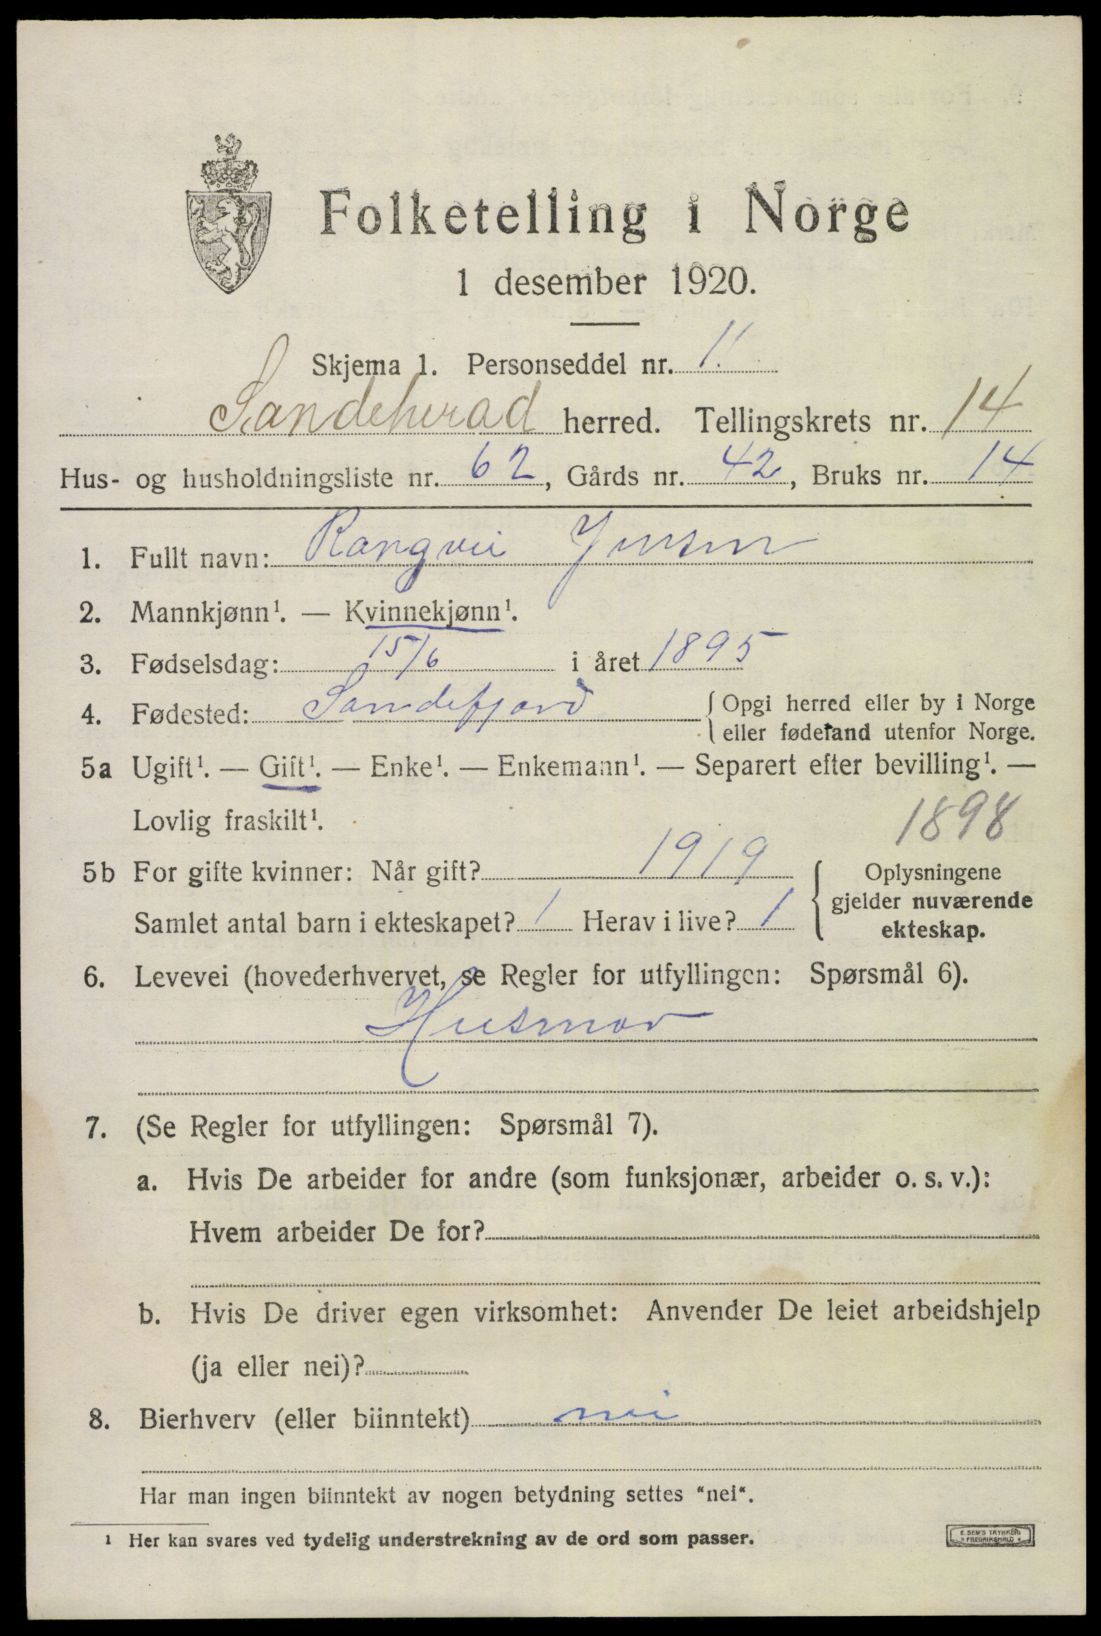 Folketelling i Norge
1 desember 1920.
Skjema 1. Personseddel nr. 1.
Sandeherad herred. Tellingskrets nr. 14
Hus- og husholdningsliste nr. 62, Gårds nr. 42, Bruks nr. 14
1. Fullt navn: Rangvei Jensen
2. Mannkjønn¹. — Kvinnekjønn¹.
3. Fødselsdag: 15/6 i året 1895
4. Fødested: Sandefjord { Opgi herred eller by i Norge
eller fødeland utenfor Norge.
5a Ugift¹. — Gift¹. — Enke¹. — Enkemann¹. — Separert efter bevilling¹. —
Lovlig fraskilt¹.
1898
5b For gifte kvinner: Når gift? 1919
Samlet antal barn i ekteskapet? 1 Herav i live? 1
{ Oplysningene
gjelder nuværende
ekteskap.
6. Levevei (hovederhvervet, se Regler for utfyllingen: Spørsmål 6).
Husmor
7. (Se Regler for utfyllingen: Spørsmål 7).
a. Hvis De arbeider for andre (som funksjonær, arbeider o. s. v.):
Hvem arbeider De for?
b. Hvis De driver egen virksomhet: Anvender De leiet arbeidshjelp
(ja eller nei)?
8. Bierhverv (eller biinntekt) nei
Har man ingen biinntekt av nogen betydning settes "nei".
¹ Her kan svares ved tydelig understrekning av de ord som passer.
E. SEM'S TRYKKERI
FREDRIKSHALD